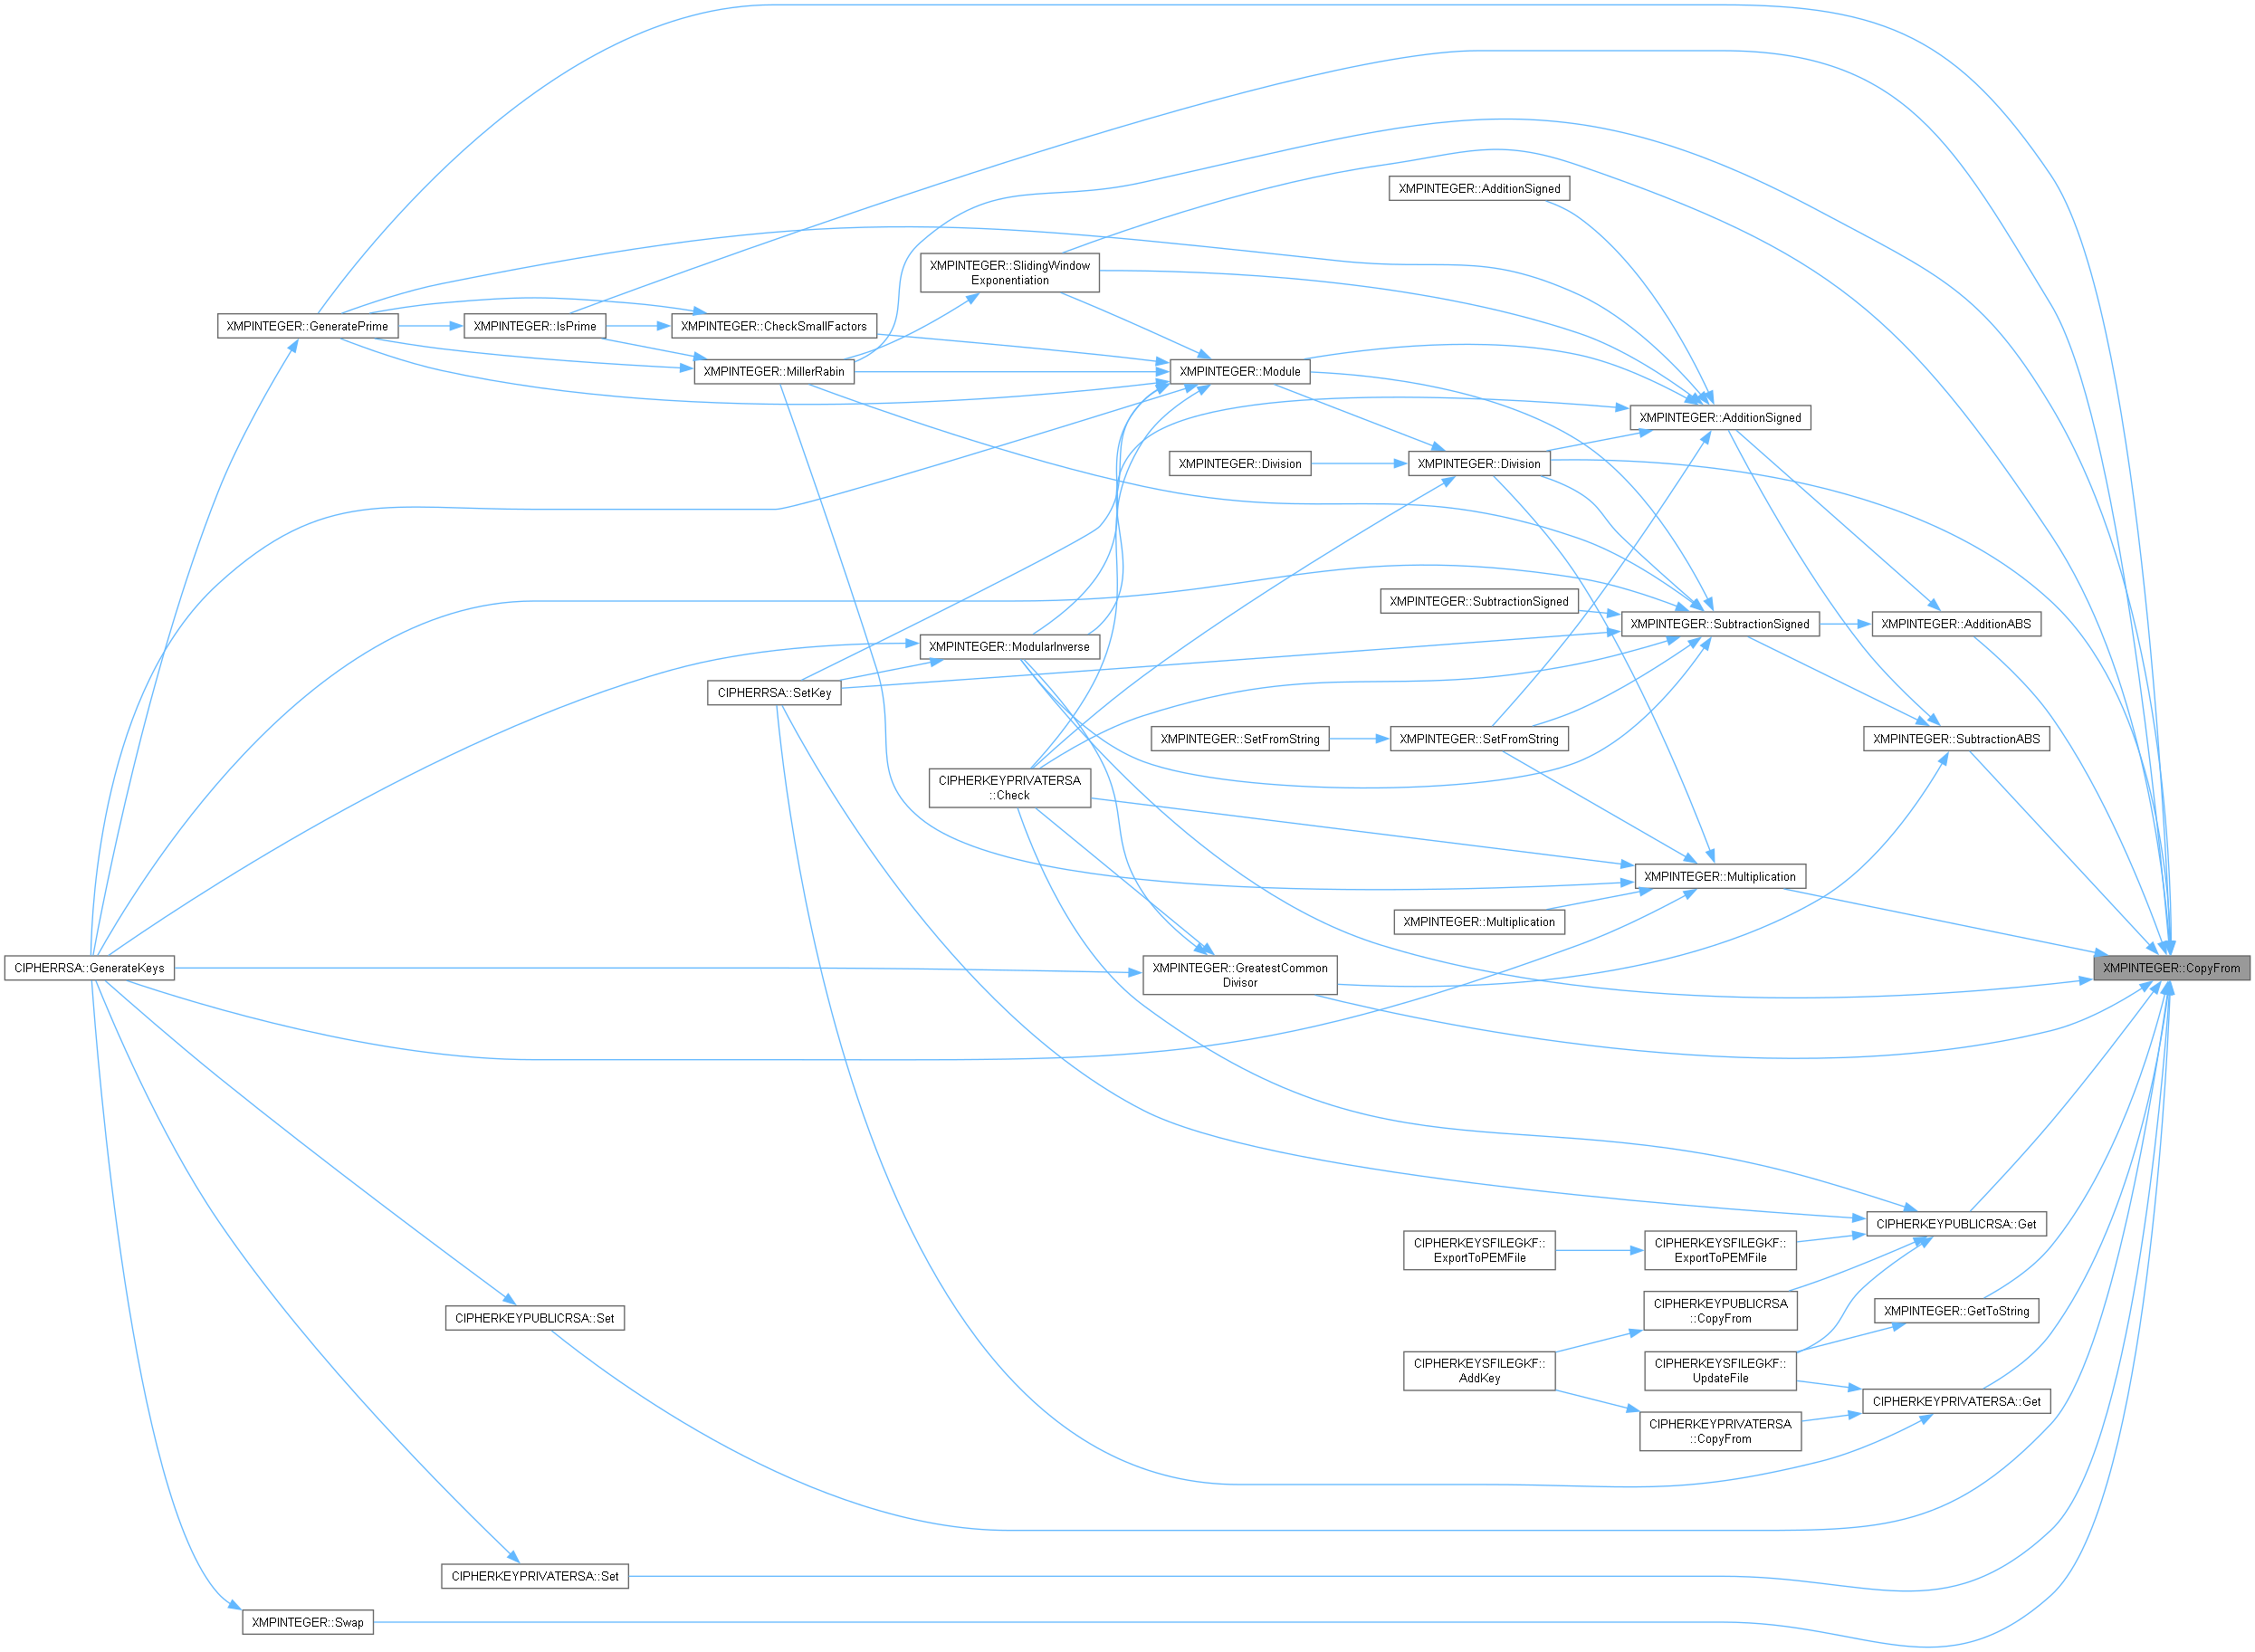 XMPINTEGER::AdditionSigned
XMPINTEGER::SlidingWindow
Exponentiation
XMPINTEGER::GeneratePrime
XMPINTEGER::IsPrime
XMPINTEGER::CheckSmallFactors
XMPINTEGER::MillerRabin
XMPINTEGER::Module
XMPINTEGER::AdditionSigned
XMPINTEGER::Division
XMPINTEGER::Division
XMPINTEGER::SubtractionSigned
XMPINTEGER::SubtractionSigned
XMPINTEGER::AdditionABS
XMPINTEGER::ModularInverse
CIPHERRSA::SetKey
XMPINTEGER::SetFromString
XMPINTEGER::SetFromString
XMPINTEGER::SubtractionABS
CIPHERKEYPRIVATERSA
::Check
XMPINTEGER::Multiplication
XMPINTEGER::Multiplication
CIPHERRSA::GenerateKeys
XMPINTEGER::GreatestCommon
Divisor
XMPINTEGER::CopyFrom
CIPHERKEYPUBLICRSA::Get
CIPHERKEYSFILEGKF::
ExportToPEMFile
CIPHERKEYSFILEGKF::
ExportToPEMFile
CIPHERKEYPUBLICRSA::Set
CIPHERKEYPUBLICRSA
::CopyFrom
XMPINTEGER::GetToString
CIPHERKEYSFILEGKF::
AddKey
CIPHERKEYSFILEGKF::
UpdateFile
CIPHERKEYPRIVATERSA::Get
CIPHERKEYPRIVATERSA
::CopyFrom
CIPHERKEYPRIVATERSA::Set
XMPINTEGER::Swap